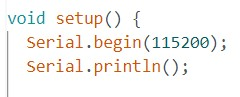 void setup() {
  Serial.begin(115200);
  Serial.println();